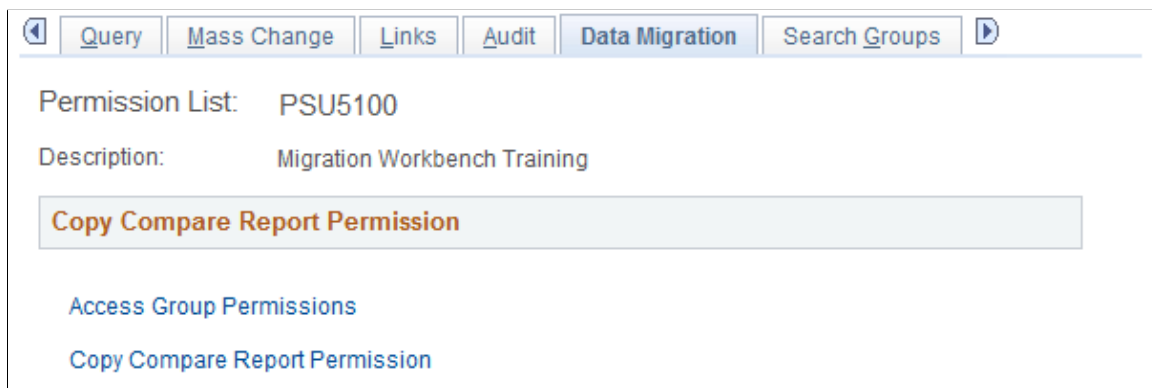 Query Mass Change Links Audit Data Migration Search Groups
Permission List: PSU5100
Description: Migration Workbench Training
Copy Compare Report Permission
Access Group Permissions
Copy Compare Report Permission